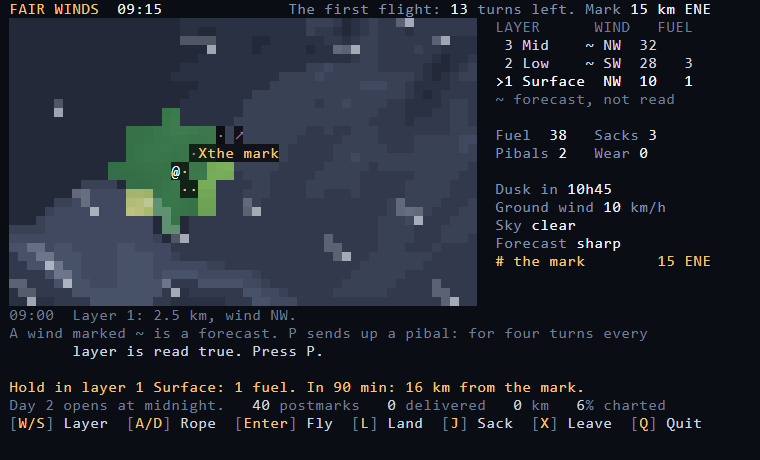 FAIR WINDS  09:15  The first flight: 13 turns left. Mark 15 km ENE
LAYER  WIND  FUEL
3 Mid  ~ NW  32
2 Low  ~ SW  28  3
>1 Surface  NW  10  1
~ forecast, not read
Xthe mark
@
Fuel  38  Sacks 3
Pibals 2  Wear 0
Dusk in 10h45
Ground wind 10 km/h
Sky clear
Forecast sharp
# the mark  15 ENE
09:00  Layer 1: 2.5 km, wind NW.
A wind marked ~ is a forecast. P sends up a pibal: for four turns every
layer is read true. Press P.
Hold in layer 1 Surface: 1 fuel. In 90 min: 16 km from the mark.
Day 2 opens at midnight.  40 postmarks  0 delivered  0 km  6% charted
[W/S] Layer  [A/D] Rope  [Enter] Fly  [L] Land  [J] Sack  [X] Leave  [Q] Quit